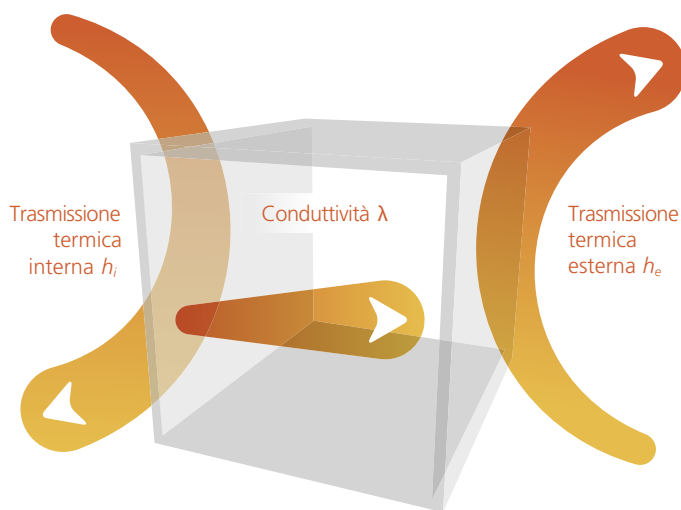 Trasmissione
termica
interna hi
Conduttività λ
Trasmissione
termica
esterna he